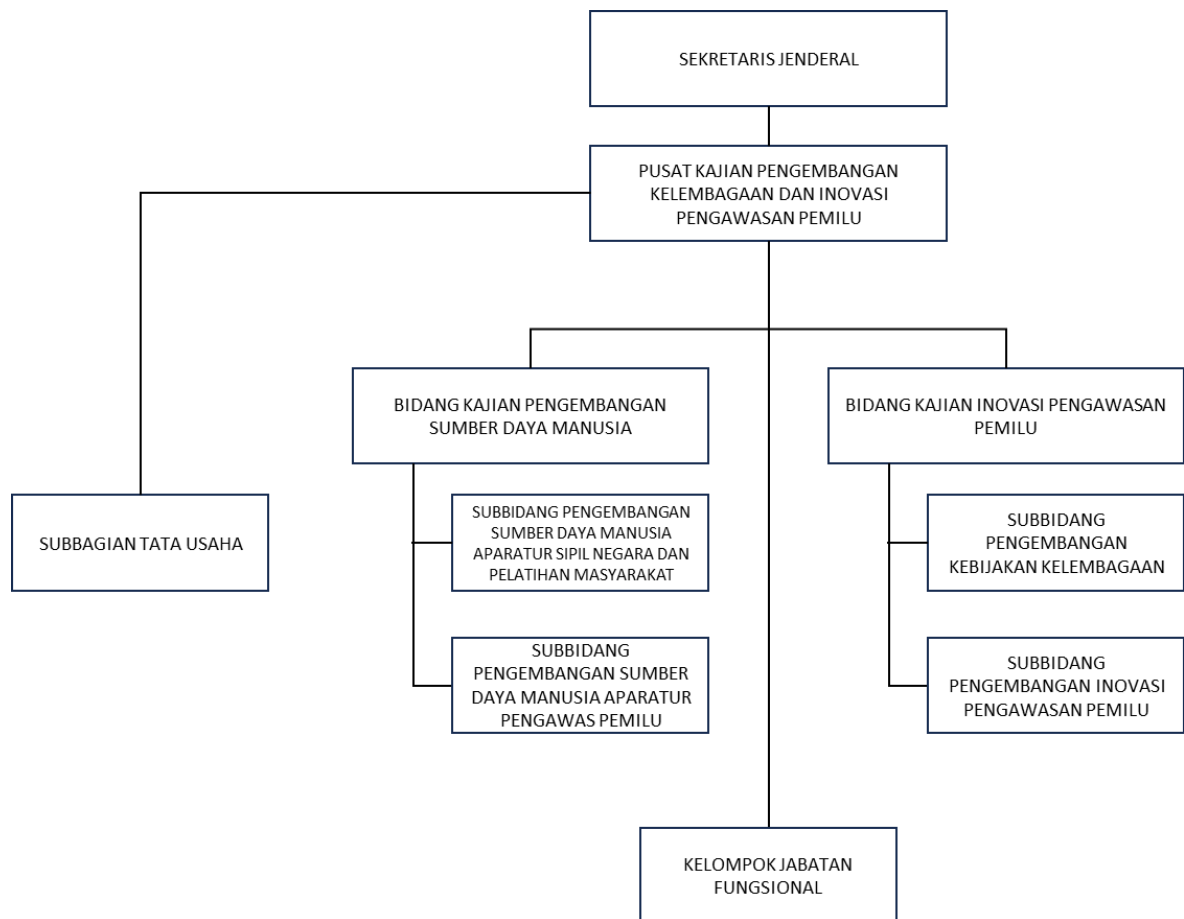 SEKRETARIS JENDERAL
PUSAT KAJIAN PENGEMBANGAN
KELEMBAGAAN DAN INOVASI
PENGAWASAN PEMILU
BIDANG KAJIAN PENGEMBANGAN
SUMBER DAYA MANUSIA
BIDANG KAJIAN INOVASI PENGAWASAN
PEMILU
SUBBAGIAN TATA USAHA
SUBBIDANG PENGEMBANGAN
SUMBER DAYA MANUSIA
APARATUR SIPIL NEGARA DAN
PELATIHAN MASYARAKAT
SUBBIDANG
PENGEMBANGAN
KEBIJAKAN KELEMBAGAAN
SUBBIDANG
PENGEMBANGAN SUMBER
DAYA MANUSIA APARATUR
PENGAWAS PEMILU
SUBBIDANG
PENGEMBANGAN INOVASI
PENGAWASAN PEMILU
KELOMPOK JABATAN
FUNGSIONAL